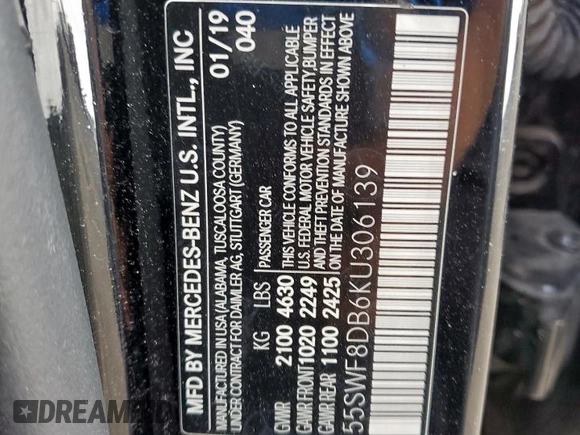 MFD BY MERCEDES-BENZ U.S. INTL., INC
MANUFACTURED IN USA (ALABAMA, TUSCALOOSA COUNTY)
UNDER CONTRACT FOR DAIMLER AG, STUTTGART (GERMANY)
01/19
040
KG LBS PASSENGER CAR
GVWR 2100 4630
GAWR FRONT 1020 2249
GAWR REAR 1100 2425
THIS VEHICLE CONFORMS TO ALL APPLICABLE
U.S. FEDERAL MOTOR VEHICLE SAFETY,BUMPER
AND THEFT PREVENTION STANDARDS IN EFFECT
ON THE DATE OF MANUFACTURE SHOWN ABOVE
55SWF8DB6KU306139
DREAM